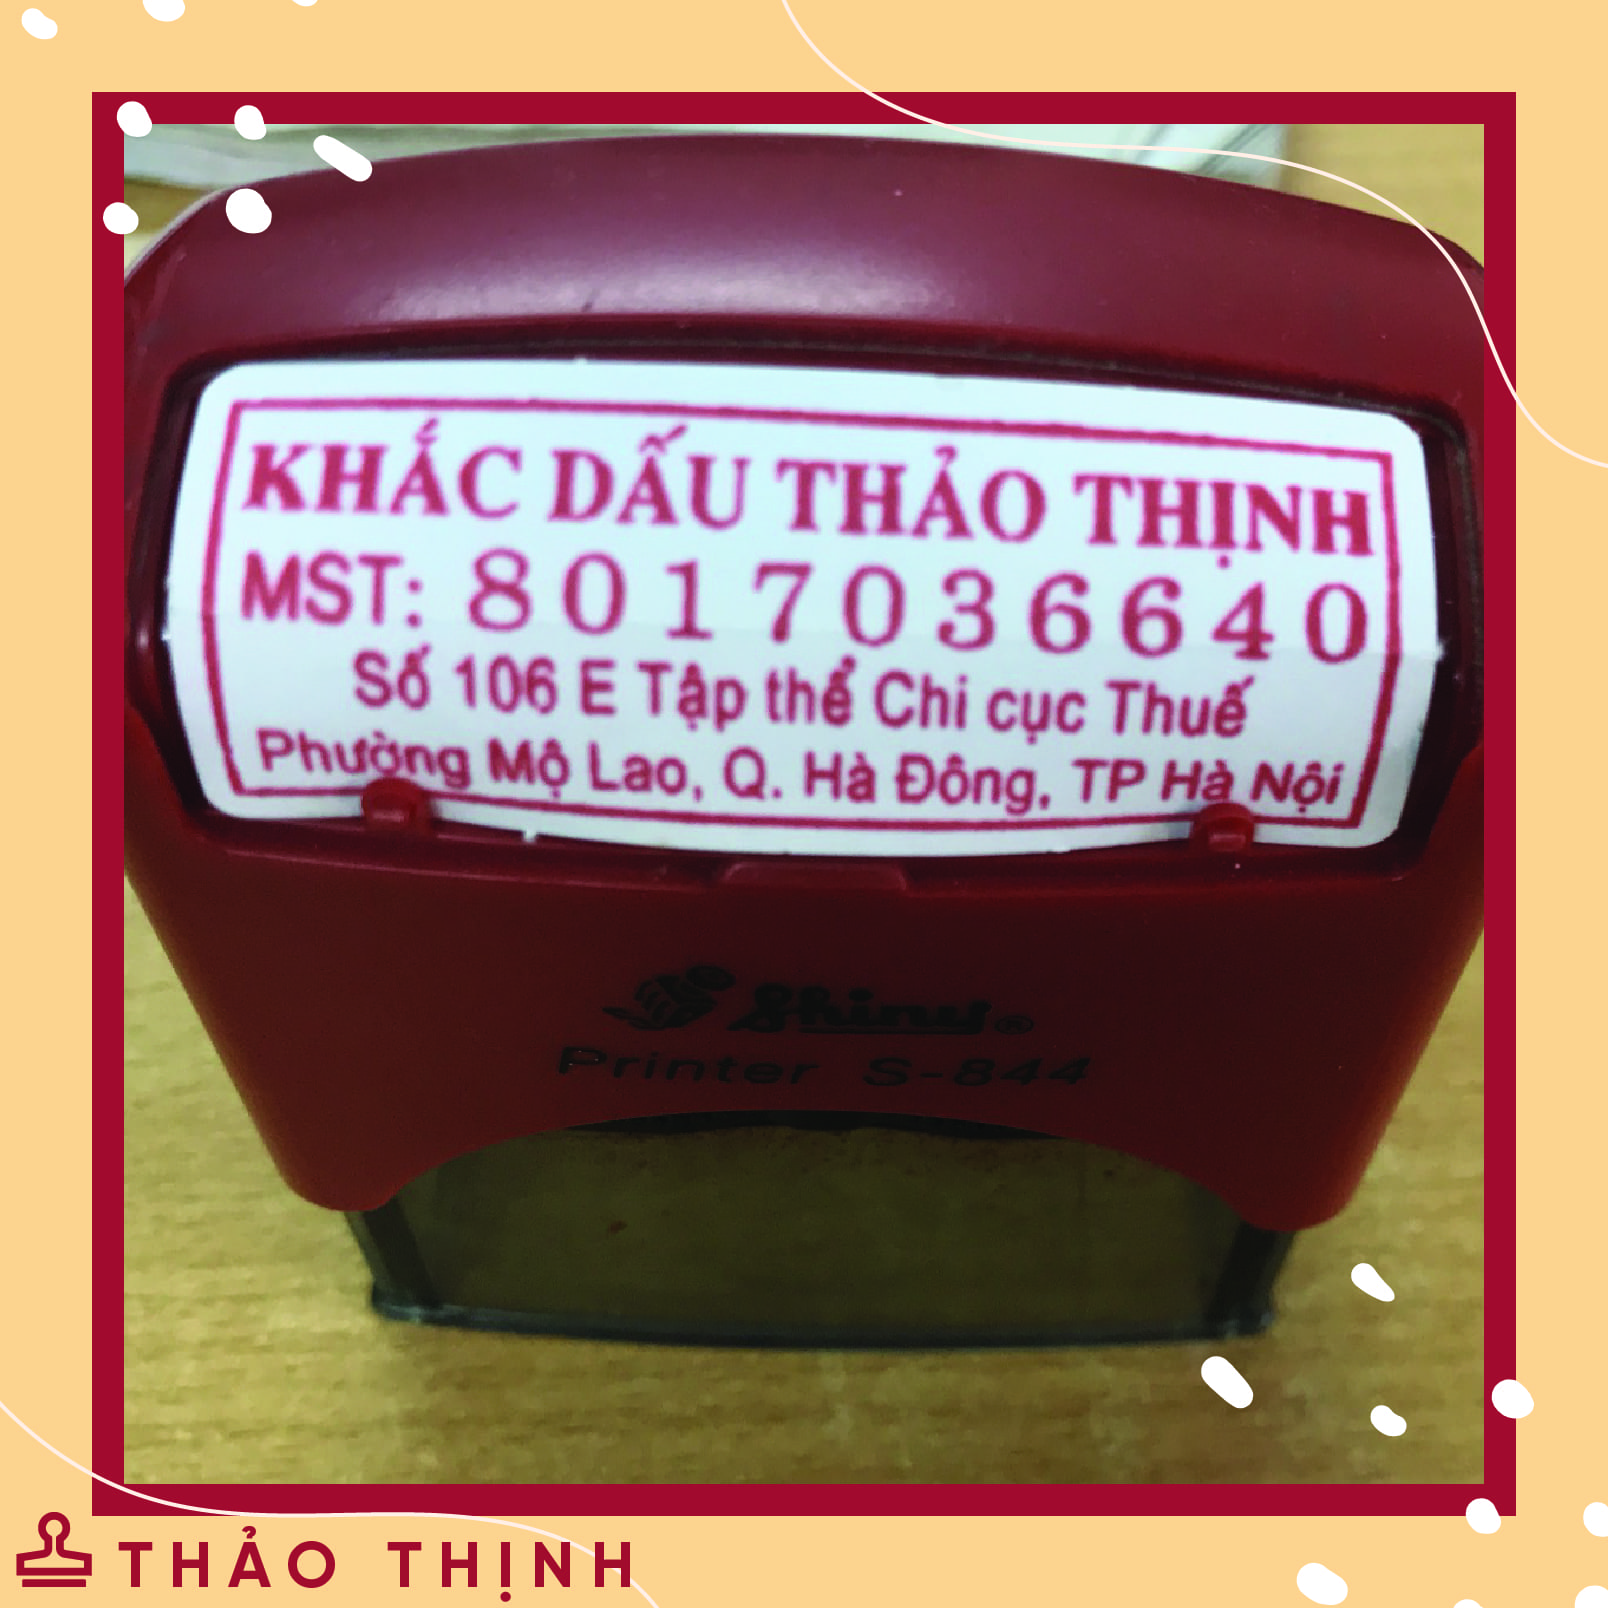 KHẮC DẤU THẢO THỊNH
MST: 8017036640
Số 106 E Tập thể Chi cục Thuế
Phường Mộ Lao, Q. Hà Đông, TP Hà Nội
Shiny®
Printer S-844
THẢO THỊNH